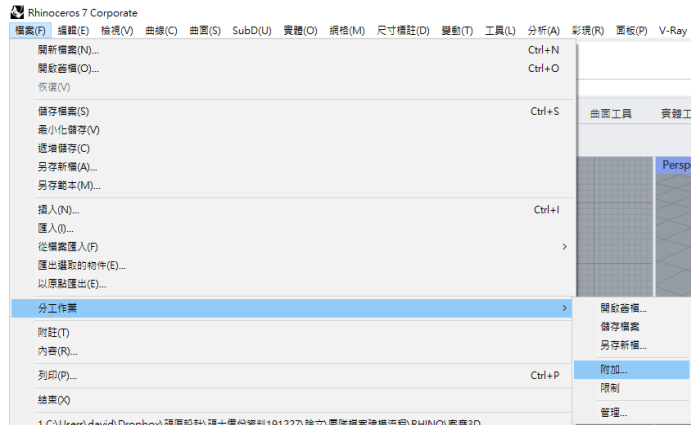 Rhinoceros 7 Corporate
檔案(F) 編輯(E) 檢視(V) 曲線(C) 曲面(S) SubD(U) 實體(O) 網格(M) 尺寸標註(D) 變動(T) 工具(L) 分析(A) 彩現(R) 面板(P) V-Ray
開新檔案(N)... Ctrl+N
開啟舊檔(O)... Ctrl+O
恢復(V)
儲存檔案(S) Ctrl+S
曲面工具 實體工
最小化儲存(V)
遞增儲存(C)
另存新檔(A)...
Persp
另存範本(M)...
插入(N)... Ctrl+I
匯入(I)...
從檔案匯入(F)
匯出選取的物件(E)...
以原點匯出(E)...
分工作業
開啟舊檔...
儲存檔案
另存新檔...
附加...
限制
管理...
附註(T)
內容(R)...
列印(P)... Ctrl+P
結束(X)